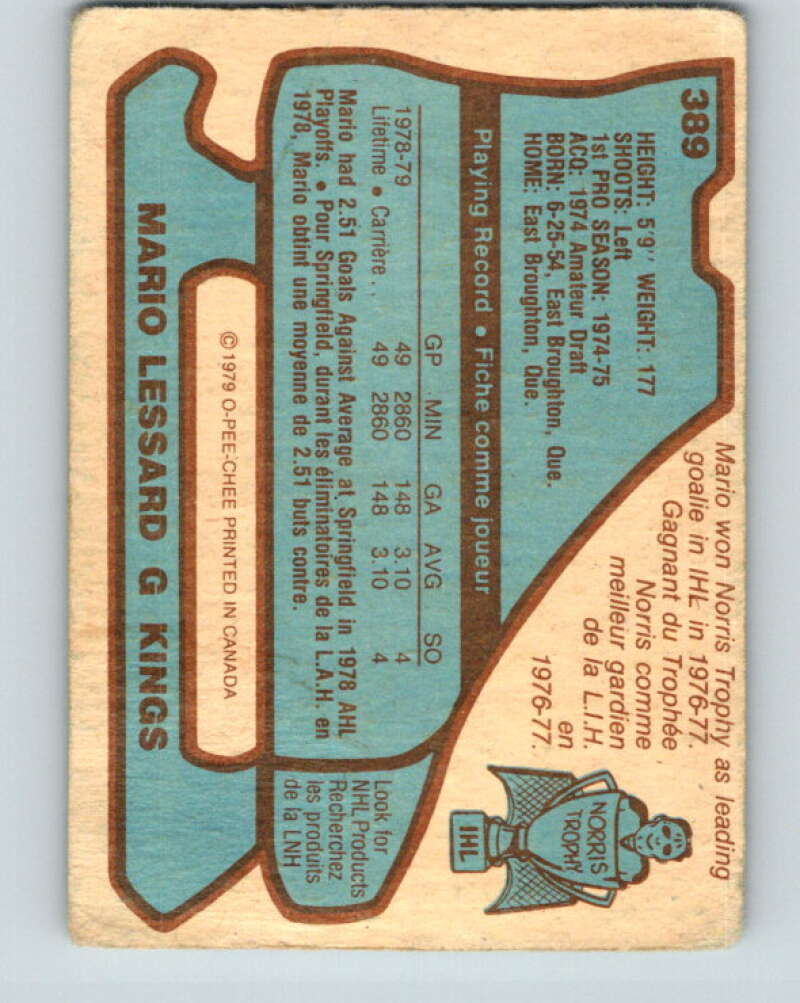 389
HEIGHT: 5'9'' WEIGHT: 177
SHOOTS: Left
1st PRO SEASON: 1974-75
ACQ: 1974 Amateur Draft
BORN: 6-25-54, East Broughton, Que.
HOME: East Broughton, Que.
Mario won Norris Trophy as leading
goalie in IHL in 1976-77.
Gagnant du Trophée
Norris comme
meilleur gardien
de la L.I.H.
en
1976-77.
NORRIS
TROPHY
IHL
Playing Record • Fiche comme joueur
GP MIN GA AVG SO
1978-79 49 2860 148 3.10 4
Lifetime • Carrière . . 49 2860 148 3.10 4
Mario had 2.51 Goals Against Average at Springfield in 1978 AHL
Playoffs. • Pour Springfield, durant les éliminatoires de la L.A.H. en
1978, Mario obtint une moyenne de 2.51 buts contre.
Look for
NHL Products
Recherchez
les produits
de la LNH
©1979 O-PEE-CHEE PRINTED IN CANADA
MARIO LESSARD G KINGS